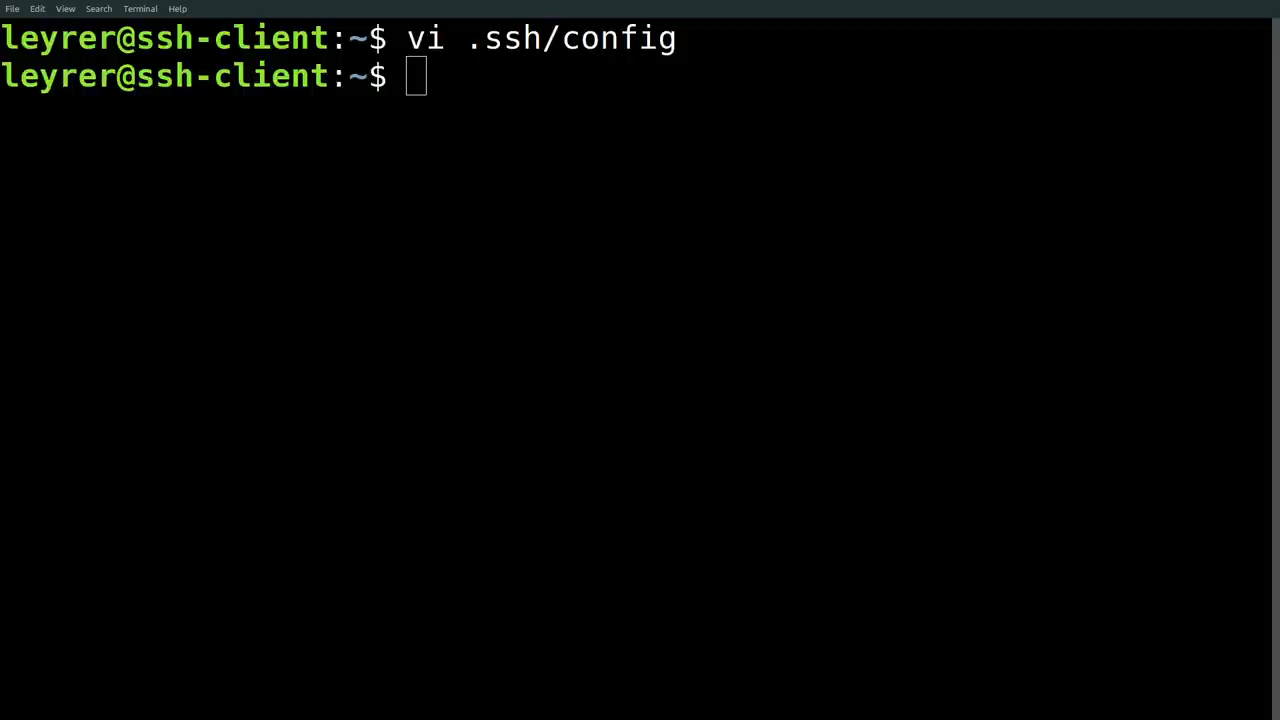 File Edit View Search Terminal Help
leyrer@ssh-client:~$ vi .ssh/config
leyrer@ssh-client:~$